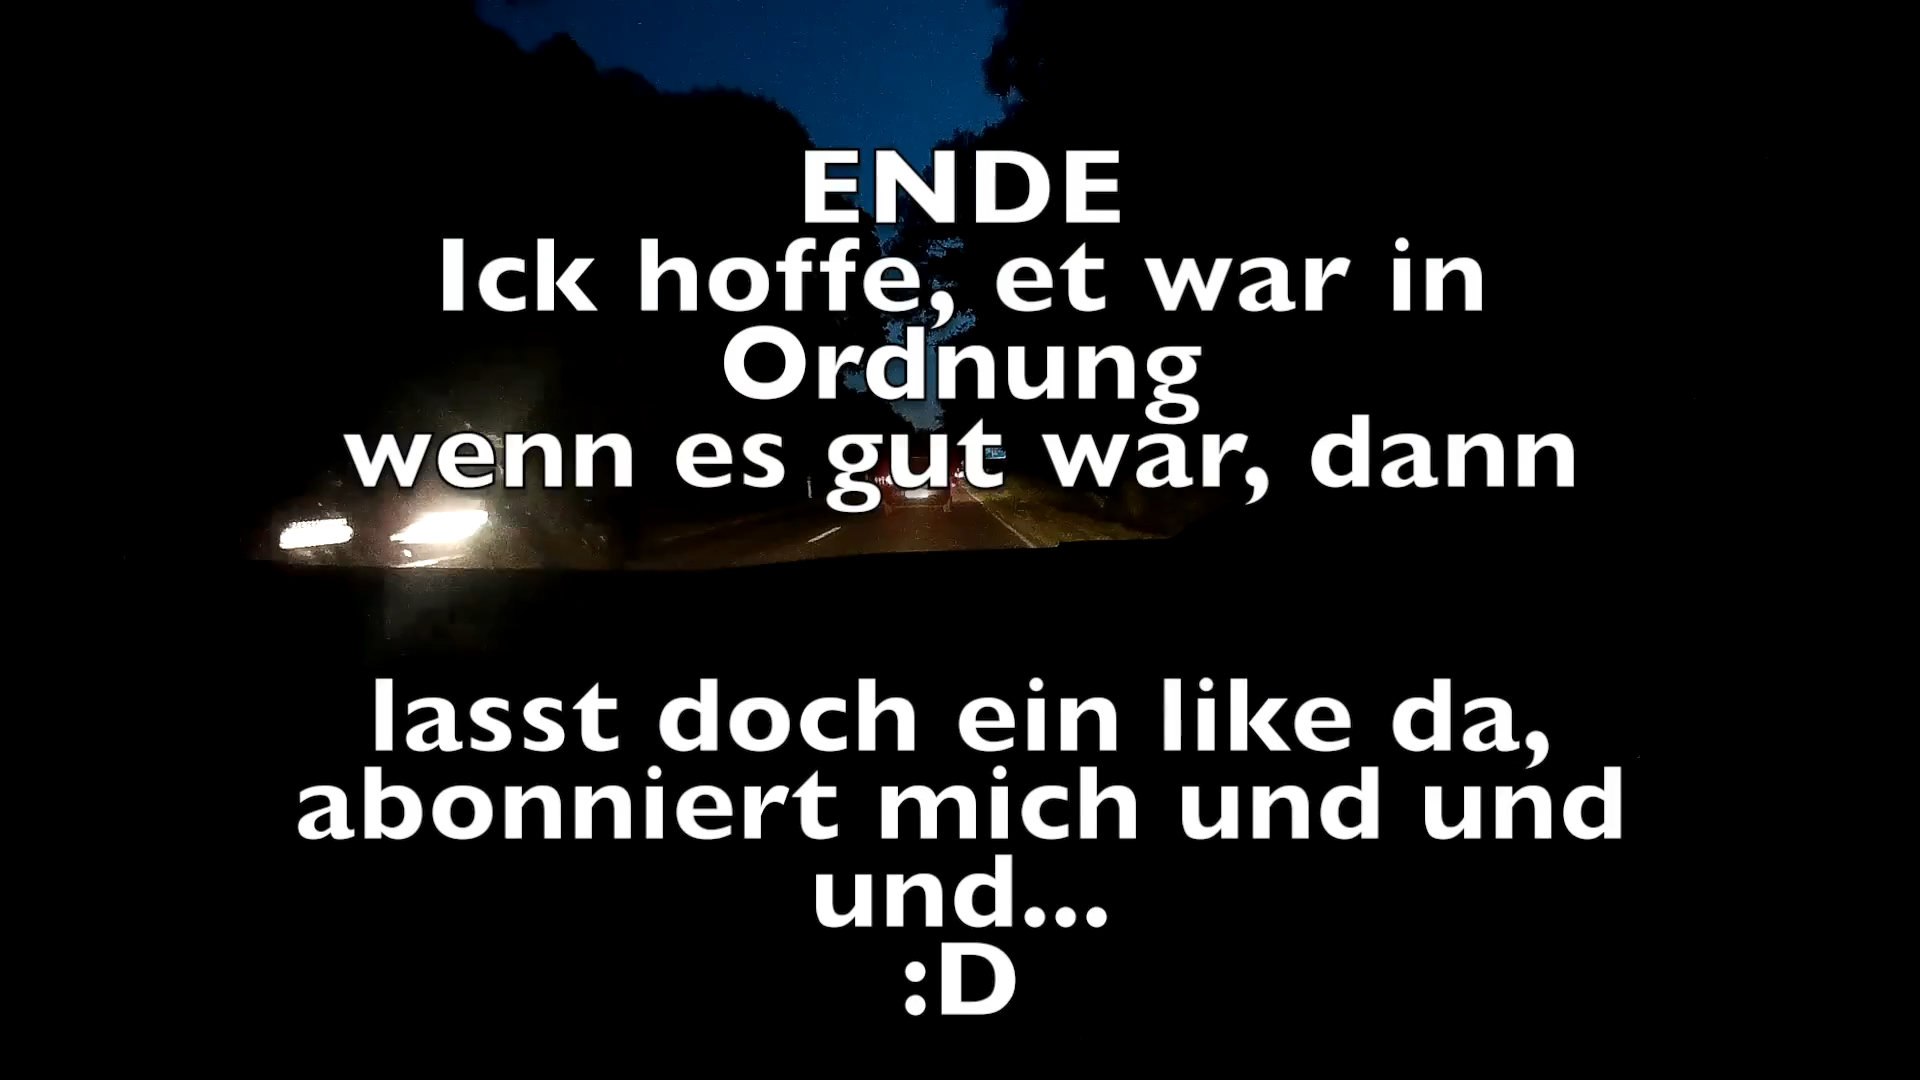 ENDE
Ick hoffe, et war in
Ordnung
wenn es gut war, dann
lasst doch ein like da,
abonniert mich und und
und...
:D